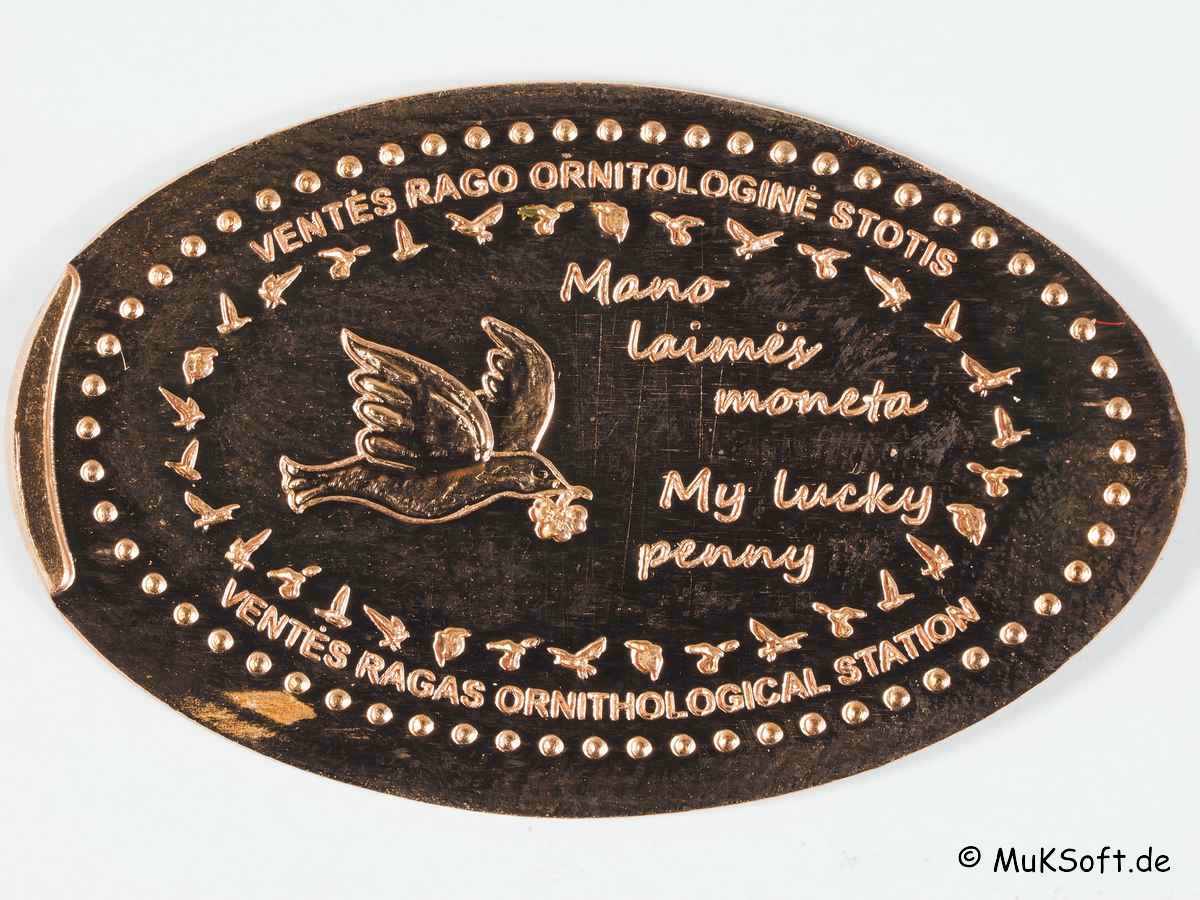 VENTĖS RAGO ORNITOLOGINĖ STOTIS
Mano
laimės
moneta
My lucky
penny
VENTĖS RAGAS ORNITHOLOGICAL STATION
© MuKSoft.de